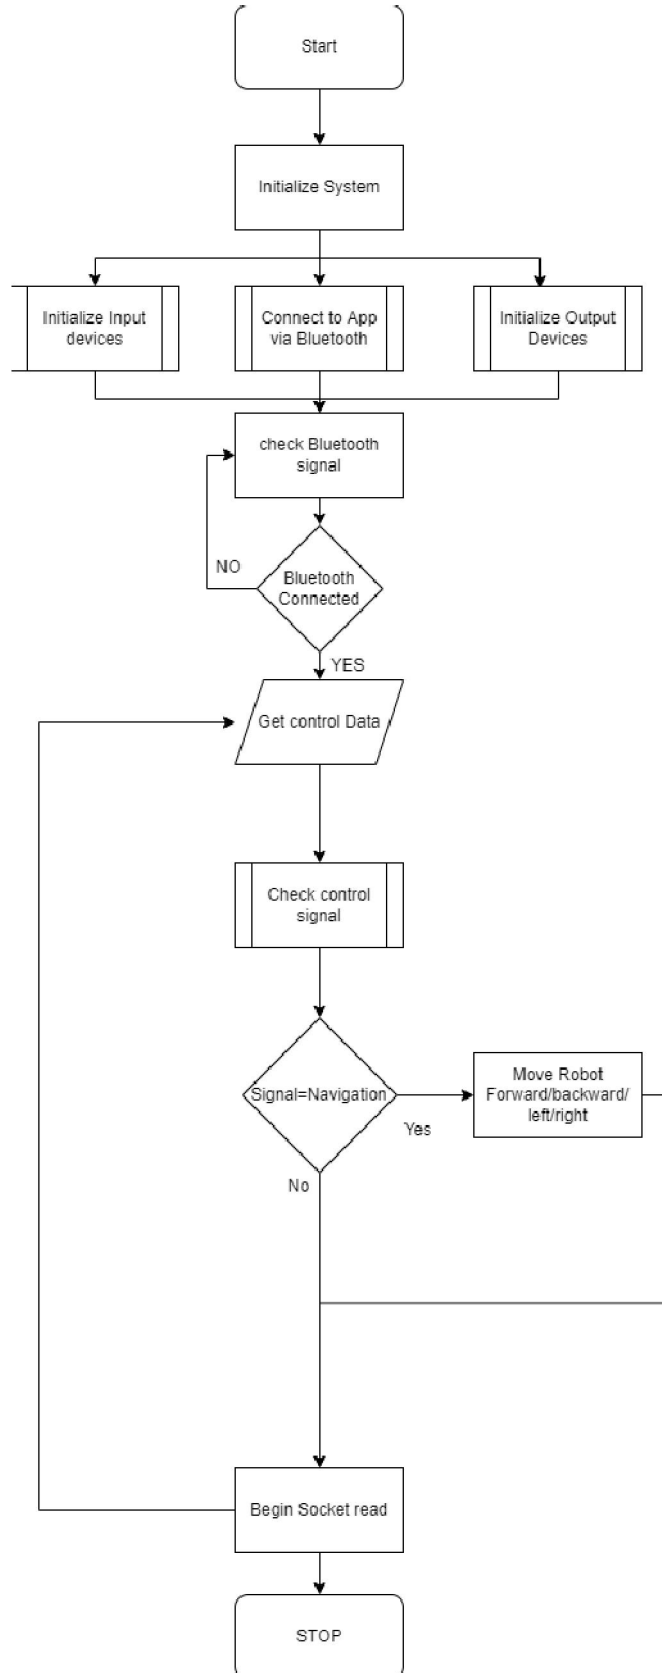 Start
Initialize System
Initialize Input
devices
Connect to App
via Bluetooth
Initialize Output
Devices
check Bluetooth
signal
NO
Bluetooth
Connected
YES
Get control Data
Check control
signal
Signal=Navigation
Yes
Move Robot
Forward/backward/
left/right
No
Begin Socket read
STOP